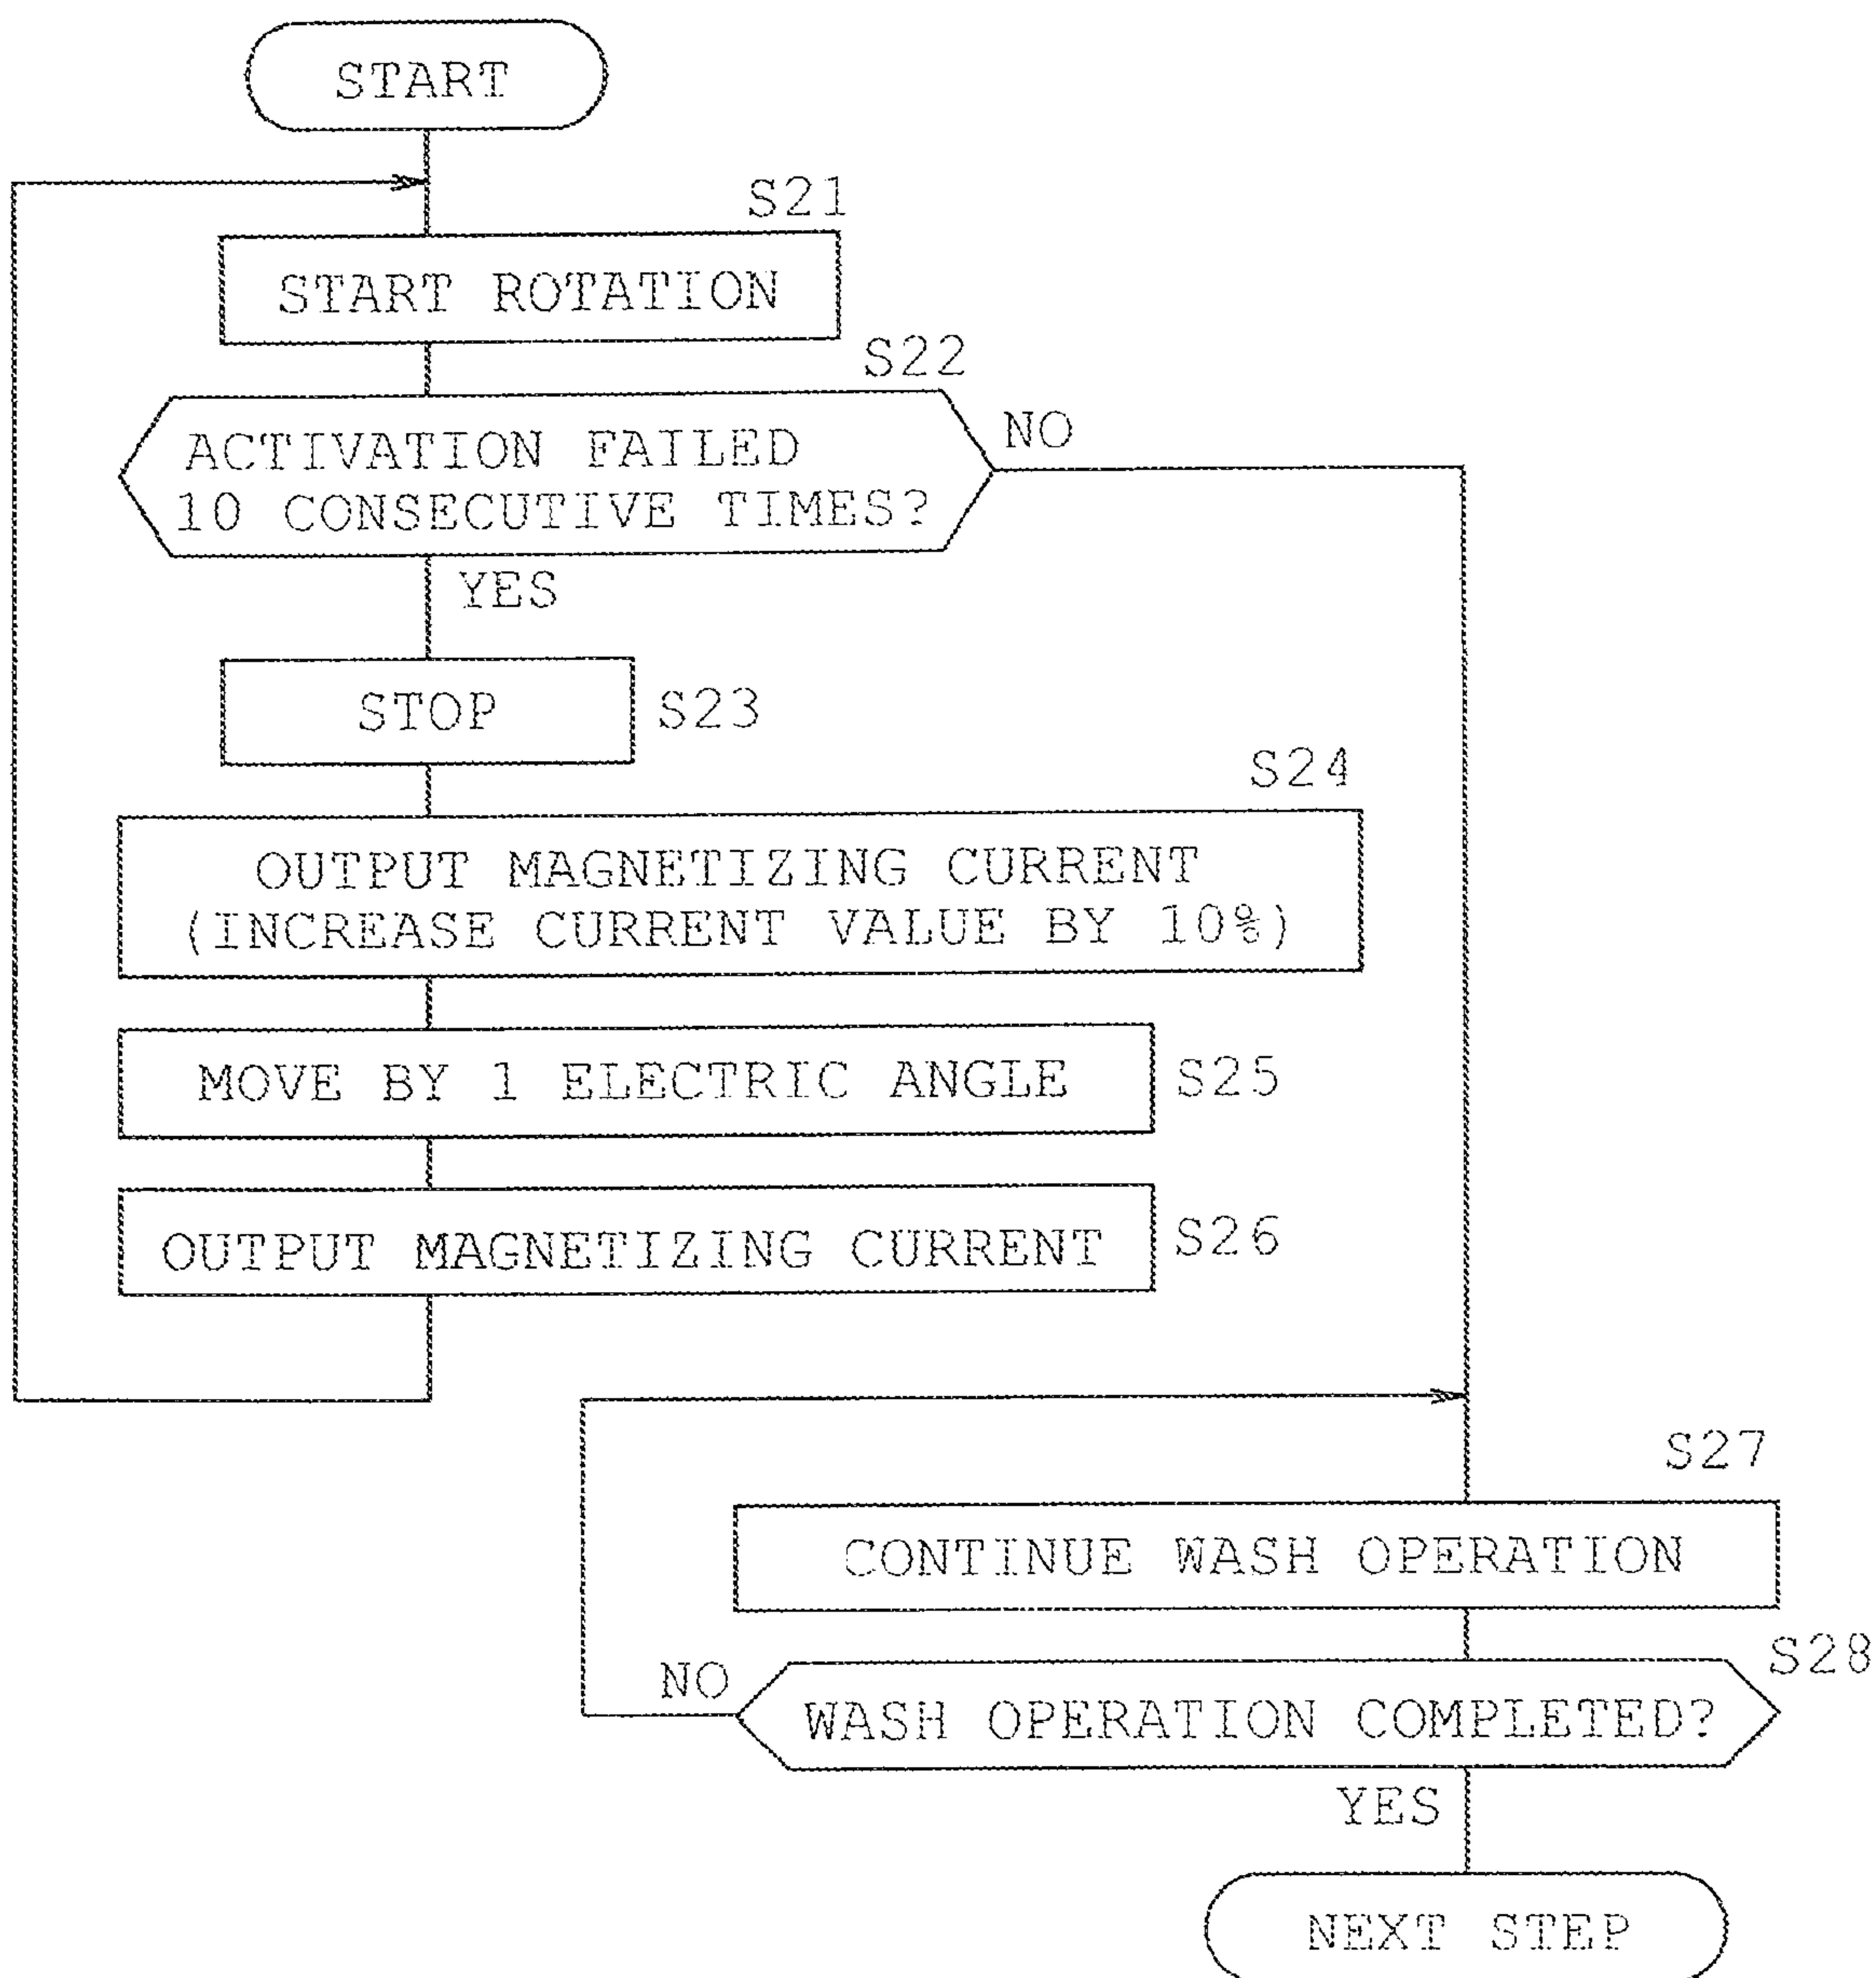 START
S21
START ROTATION
S22
ACTIVATION FAILED
10 CONSECUTIVE TIMES?
NO
YES
STOP
S23
S24
OUTPUT MAGNETIZING CURRENT
(INCREASE CURRENT VALUE BY 10%)
MOVE BY 1 ELECTRIC ANGLE
S25
OUTPUT MAGNETIZING CURRENT
S26
S27
CONTINUE WASH OPERATION
S28
NO
WASH OPERATION COMPLETED?
YES
NEXT STEP